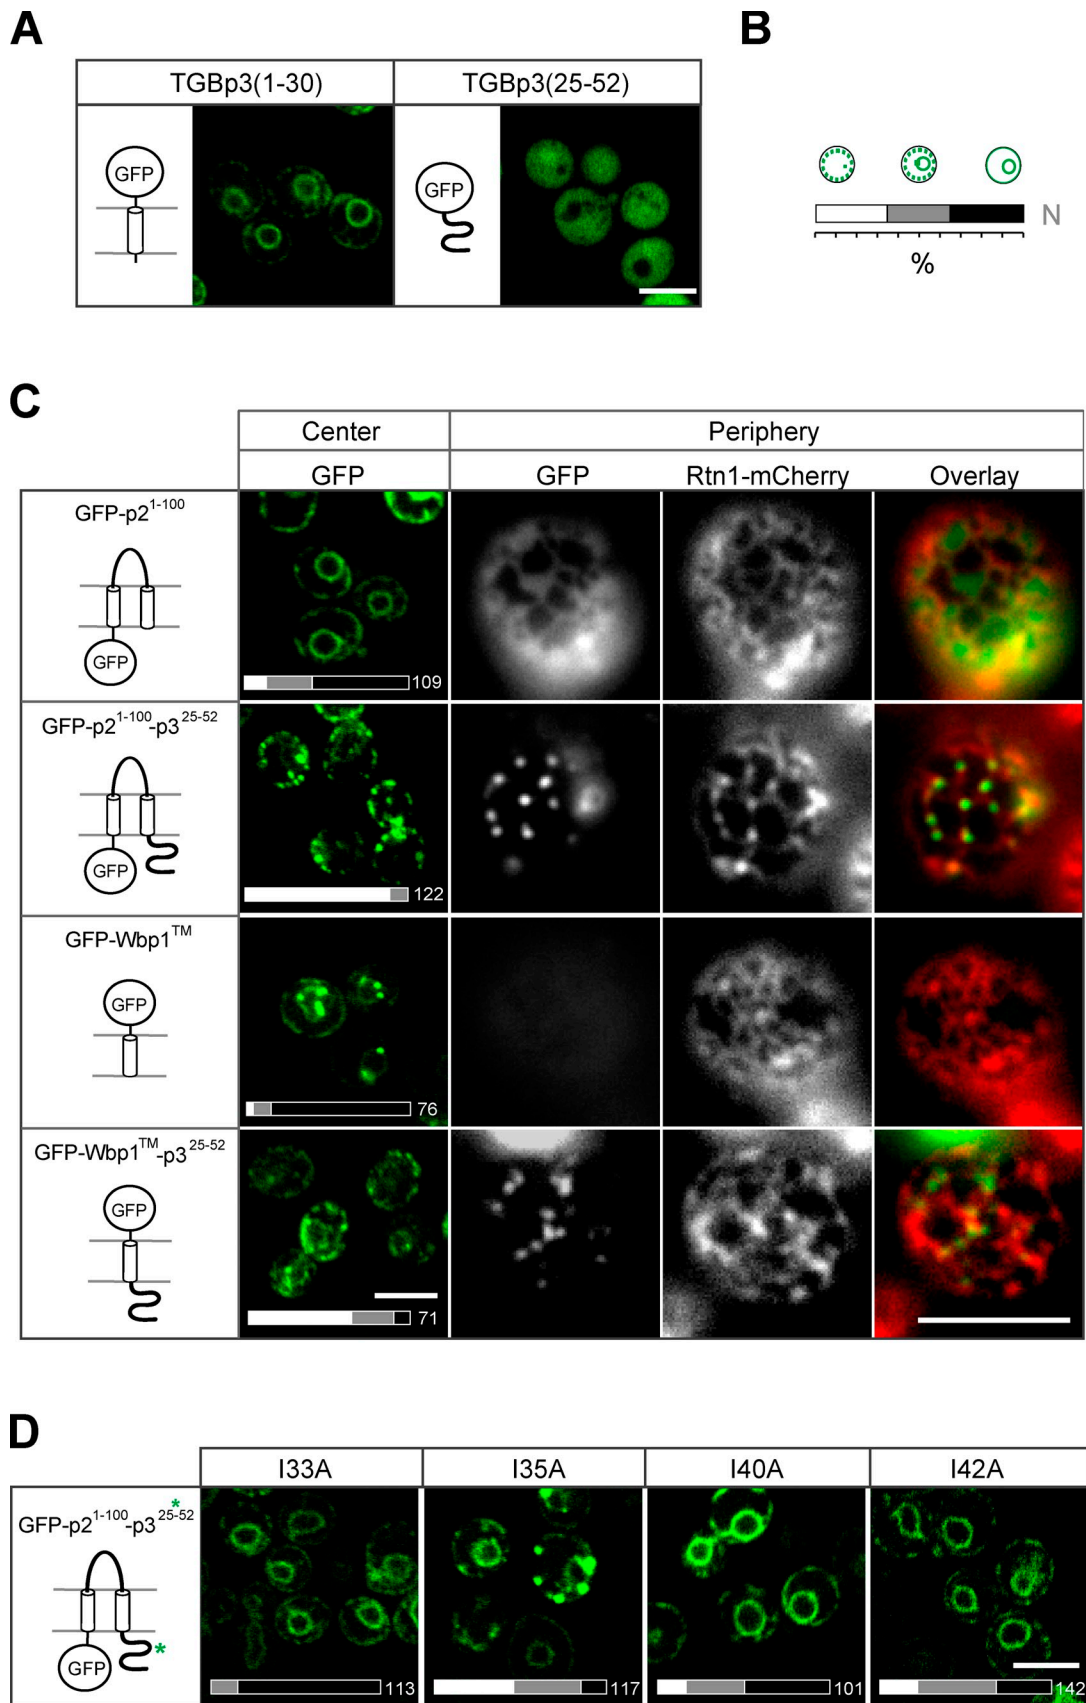 A
B
TGBp3(1-30)
TGBp3(25-52)
GFP
GFP
N
%
C
Center
Periphery
GFP
GFP
Rtn1-mCherry
Overlay
GFP-p2 1-100
GFP
109
GFP-p2 1-100-p3 25-52
GFP
122
GFP-Wbp1 TM
GFP
76
GFP-Wbp1 TM-p3 25-52
GFP
71
D
I33A
I35A
I40A
I42A
*
GFP-p2 1-100-p3 25-52
GFP
*
113
117
101
142